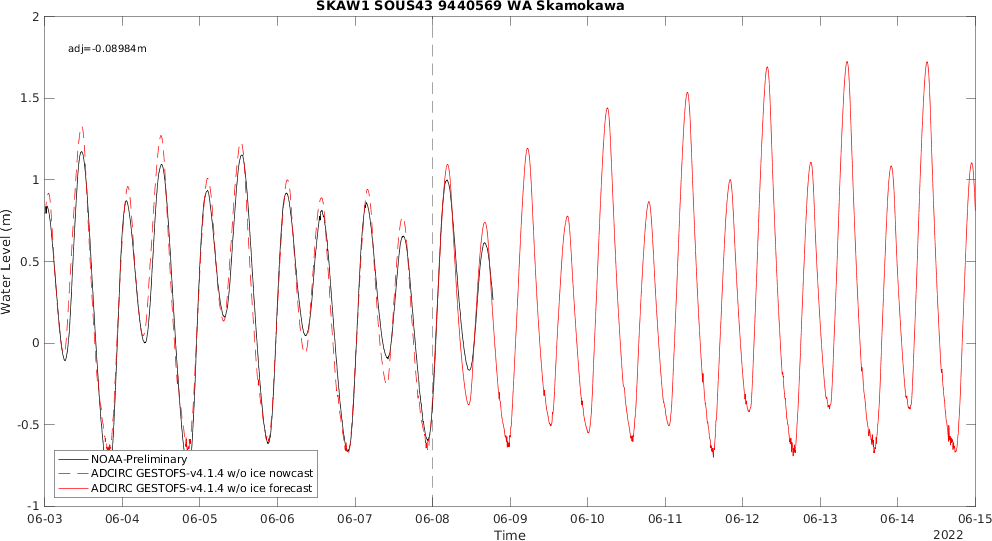 SKAW1 SOUS43 9440569 WA Skamokawa
adj=-0.08984m
Water Level (m)
2
1.5
1
0.5
0
-0.5
-1
NOAA-Preliminary
ADCIRC GESTOFS-v4.1.4 w/o ice nowcast
ADCIRC GESTOFS-v4.1.4 w/o ice forecast
06-03 06-04 06-05 06-06 06-07 06-08 06-09 06-10 06-11 06-12 06-13 06-14 06-15
Time
2022